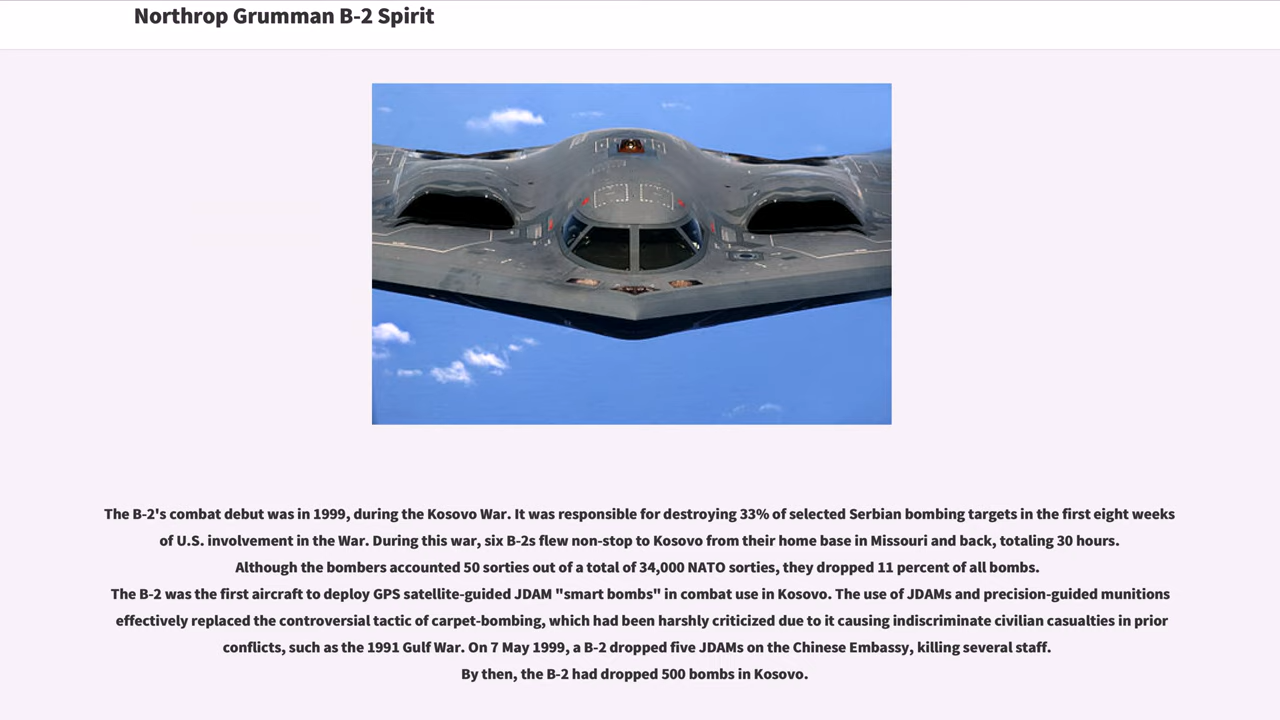 Northrop Grumman B-2 Spirit
The B-2's combat debut was in 1999, during the Kosovo War. It was responsible for destroying 33% of selected Serbian bombing targets in the first eight weeks
of U.S. involvement in the War. During this war, six B-2s flew non-stop to Kosovo from their home base in Missouri and back, totaling 30 hours.
Although the bombers accounted 50 sorties out of a total of 34,000 NATO sorties, they dropped 11 percent of all bombs.
The B-2 was the first aircraft to deploy GPS satellite-guided JDAM "smart bombs" in combat use in Kosovo. The use of JDAMs and precision-guided munitions
effectively replaced the controversial tactic of carpet-bombing, which had been harshly criticized due to it causing indiscriminate civilian casualties in prior
conflicts, such as the 1991 Gulf War. On 7 May 1999, a B-2 dropped five JDAMs on the Chinese Embassy, killing several staff.
By then, the B-2 had dropped 500 bombs in Kosovo.